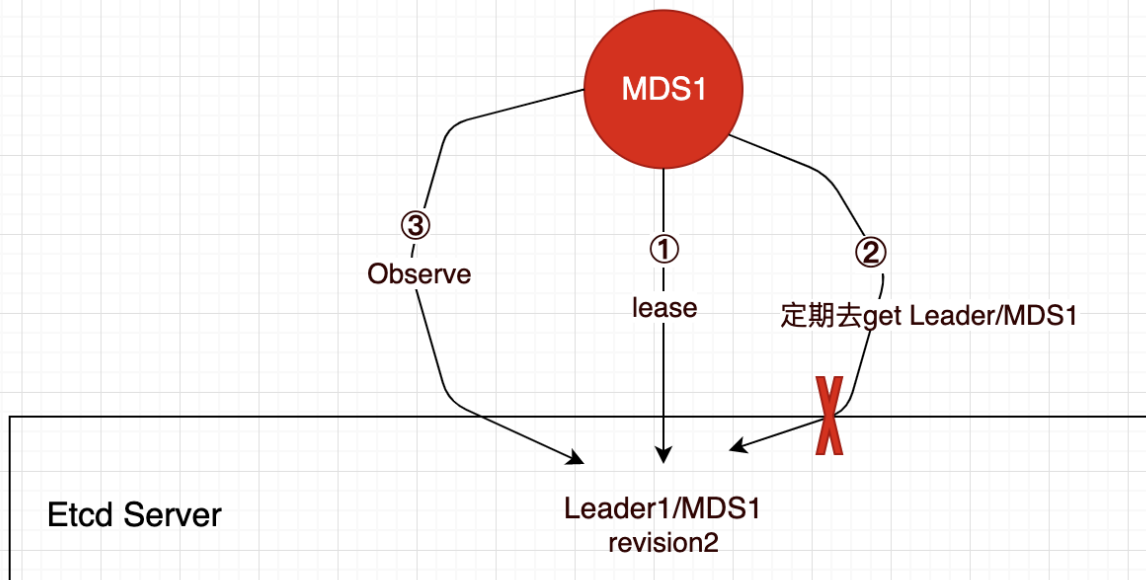 MDS1
③
Observe
①
lease
②
定期去get Leader/MDS1
Etcd Server
Leader1/MDS1
revision2